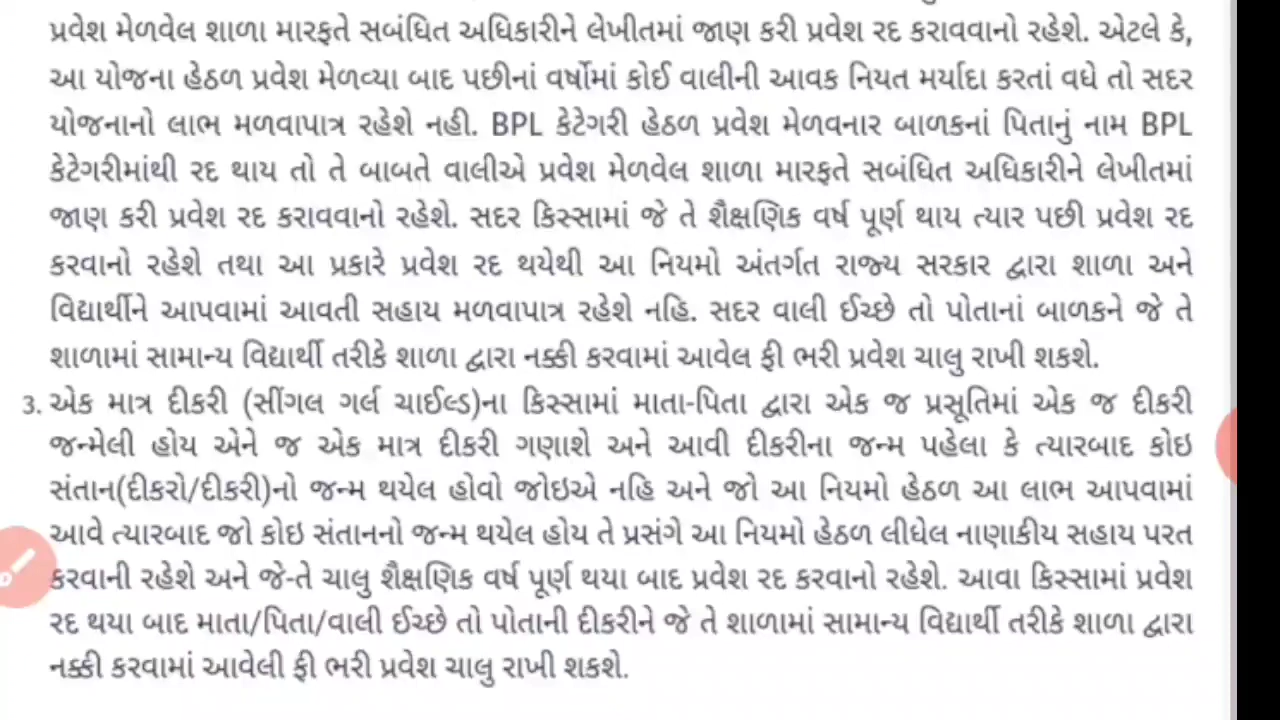 પ્રવેશ મેળવેલ શાળા મારફતે સબંધિત અધિકારીને લેખીતમાં જાણ કરી પ્રવેશ રદ કરાવવાનો રહેશે. એટલે કે,
આ યોજના હેઠળ પ્રવેશ મેળવ્યા બાદ પછીનાં વર્ષોમાં કોઈ વાલીની આવક નિયત મર્યાદા કરતાં વધે તો સદર
યોજનાનો લાભ મળવાપાત્ર રહેશે નહી. BPL કેટેગરી હેઠળ પ્રવેશ મેળવનાર બાળકનાં પિતાનું નામ BPL
કેટેગરીમાંથી રદ થાય તો તે બાબતે વાલીએ પ્રવેશ મેળવેલ શાળા મારફતે સબંધિત અધિકારીને લેખીતમાં
જાણ કરી પ્રવેશ રદ કરાવવાનો રહેશે. સદર કિસ્સામાં જે તે શૈક્ષણિક વર્ષ પૂર્ણ થાય ત્યાર પછી પ્રવેશ રદ
કરવાનો રહેશે તથા આ પ્રકારે પ્રવેશ રદ થયેથી આ નિયમો અંતર્ગત રાજ્ય સરકાર દ્વારા શાળા અને
વિદ્યાર્થીને આપવામાં આવતી સહાય મળવાપાત્ર રહેશે નહિ. સદર વાલી ઈચ્છે તો પોતાનાં બાળકને જે તે
શાળામાં સામાન્ય વિદ્યાર્થી તરીકે શાળા દ્વારા નક્કી કરવામાં આવેલ ફી ભરી પ્રવેશ ચાલુ રાખી શકશે.
3. એક માત્ર દીકરી (સીંગલ ગર્લ ચાઈલ્ડ)ના કિસ્સામાં માતા-પિતા દ્વારા એક જ પ્રસૂતિમાં એક જ દીકરી
જન્મેલી હોય એને જ એક માત્ર દીકરી ગણાશે અને આવી દીકરીના જન્મ પહેલા કે ત્યારબાદ કોઇ
સંતાન(દીકરો/દીકરી)નો જન્મ થયેલ હોવો જોઇએ નહિ અને જો આ નિયમો હેઠળ આ લાભ આપવામાં
આવે ત્યારબાદ જો કોઇ સંતાનનો જન્મ થયેલ હોય તે પ્રસંગે આ નિયમો હેઠળ લીધેલ નાણાકીય સહાય પરત
કરવાની રહેશે અને જે-તે ચાલુ શૈક્ષણિક વર્ષ પૂર્ણ થયા બાદ પ્રવેશ રદ કરવાનો રહેશે. આવા કિસ્સામાં પ્રવેશ
રદ થયા બાદ માતા/પિતા/વાલી ઈચ્છે તો પોતાની દીકરીને જે તે શાળામાં સામાન્ય વિદ્યાર્થી તરીકે શાળા દ્વારા
નક્કી કરવામાં આવેલી ફી ભરી પ્રવેશ ચાલુ રાખી શકશે.